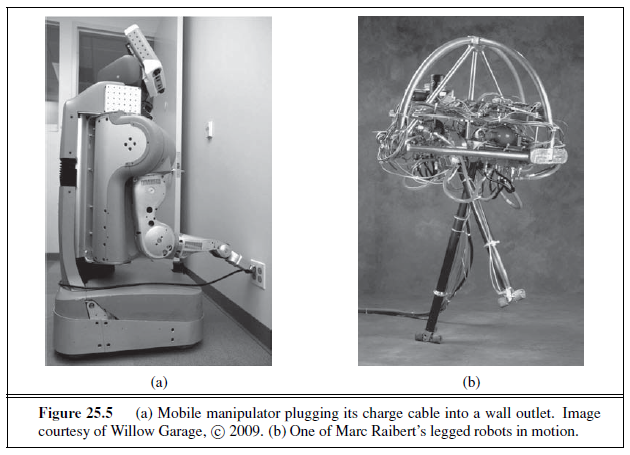 (a)
(b)
Figure 25.5 (a) Mobile manipulator plugging its charge cable into a wall outlet. Image
courtesy of Willow Garage, © 2009. (b) One of Marc Raibert's legged robots in motion.